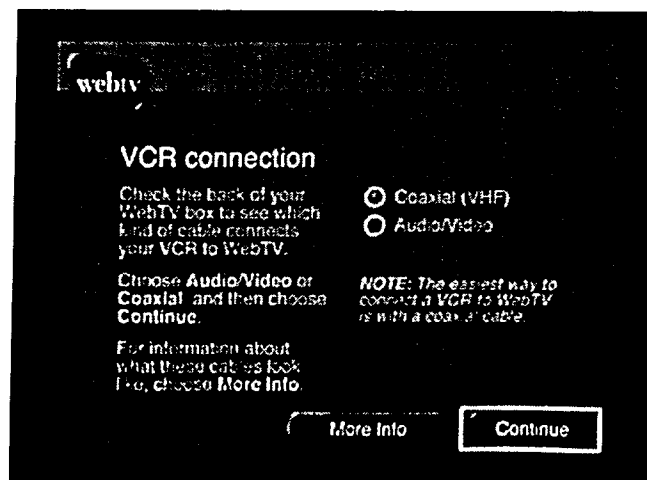 webtv
VCR connection
Check the back of your
WebTV box to see which
kind of cable connects
your VCR to WebTV.
Choose Audio/Video or
Coaxial and then choose
Continue.
For information about
what these cables look
like, choose More Info.
Coaxial (VHF)
Audio/Video
NOTE: The easiest way to
connect a VCR to WebTV
is with a coaxial cable.
More Info
Continue